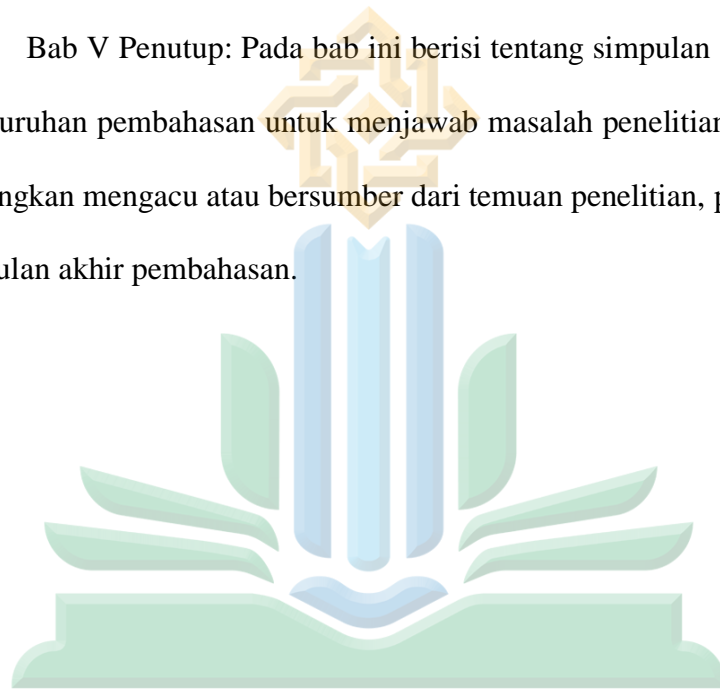 Bab V Penutup: Pada bab ini berisi tentang simpulan
uruhan pembahasan untuk menjawab masalah penelitian
ngkan mengacu atau bersumber dari temuan penelitian, p
ulan akhir pembahasan.